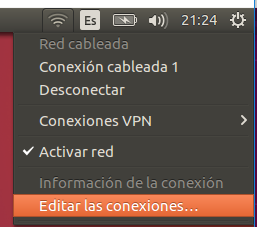 Es 21:24
Red cableada
Conexión cableada 1
Desconectar
Conexiones VPN
Activar red
Información de la conexión
Editar las conexiones...